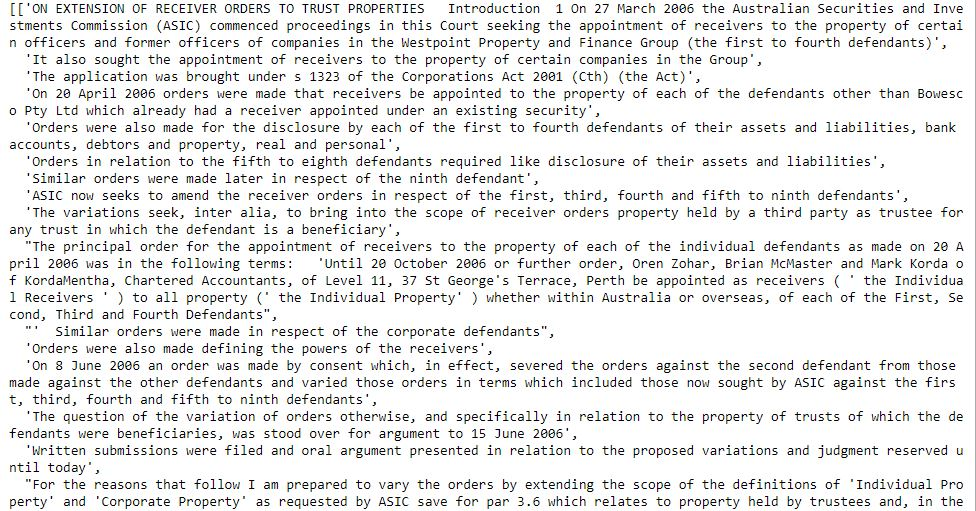 [['ON EXTENSION OF RECEIVER ORDERS TO TRUST PROPERTIES   Introduction  1 On 27 March 2006 the Australian Securities and Inve
stments Commission (ASIC) commenced proceedings in this Court seeking the appointment of receivers to the property of certai
n officers and former officers of companies in the Westpoint Property and Finance Group (the first to fourth defendants)',
  'It also sought the appointment of receivers to the property of certain companies in the Group',
  'The application was brought under s 1323 of the Corporations Act 2001 (Cth) (the Act)',
  'On 20 April 2006 orders were made that receivers be appointed to the property of each of the defendants other than Bowesc
o Pty Ltd which already had a receiver appointed under an existing security',
  'Orders were also made for the disclosure by each of the first to fourth defendants of their assets and liabilities, bank
accounts, debtors and property, real and personal',
  'Orders in relation to the fifth to eighth defendants required like disclosure of their assets and liabilities',
  'Similar orders were made later in respect of the ninth defendant',
  'ASIC now seeks to amend the receiver orders in respect of the first, third, fourth and fifth to ninth defendants',
  'The variations seek, inter alia, to bring into the scope of receiver orders property held by a third party as trustee for
any trust in which the defendant is a beneficiary',
  "The principal order for the appointment of receivers to the property of each of the individual defendants as made on 20 A
pril 2006 was in the following terms:   'Until 20 October 2006 or further order, Oren Zohar, Brian McMaster and Mark Korda o
f KordaMentha, Chartered Accountants, of Level 11, 37 St George's Terrace, Perth be appointed as receivers ( ' the Individua
l Receivers ' ) to all property (' the Individual Property' ) whether within Australia or overseas, of each of the First, Se
cond, Third and Fourth Defendants",
  "'  Similar orders were made in respect of the corporate defendants",
  'Orders were also made defining the powers of the receivers',
  'On 8 June 2006 an order was made by consent which, in effect, severed the orders against the second defendant from those
made against the other defendants and varied those orders in terms which included those now sought by ASIC against the firs
t, third, fourth and fifth to ninth defendants',
  'The question of the variation of orders otherwise, and specifically in relation to the property of trusts of which the de
fendants were beneficiaries, was stood over for argument to 15 June 2006',
  'Written submissions were filed and oral argument presented in relation to the proposed variations and judgment reserved u
ntil today',
  "For the reasons that follow I am prepared to vary the orders by extending the scope of the definitions of 'Individual Pro
perty' and 'Corporate Property' as requested by ASIC save for par 3.6 which relates to property held by trustees and, in the